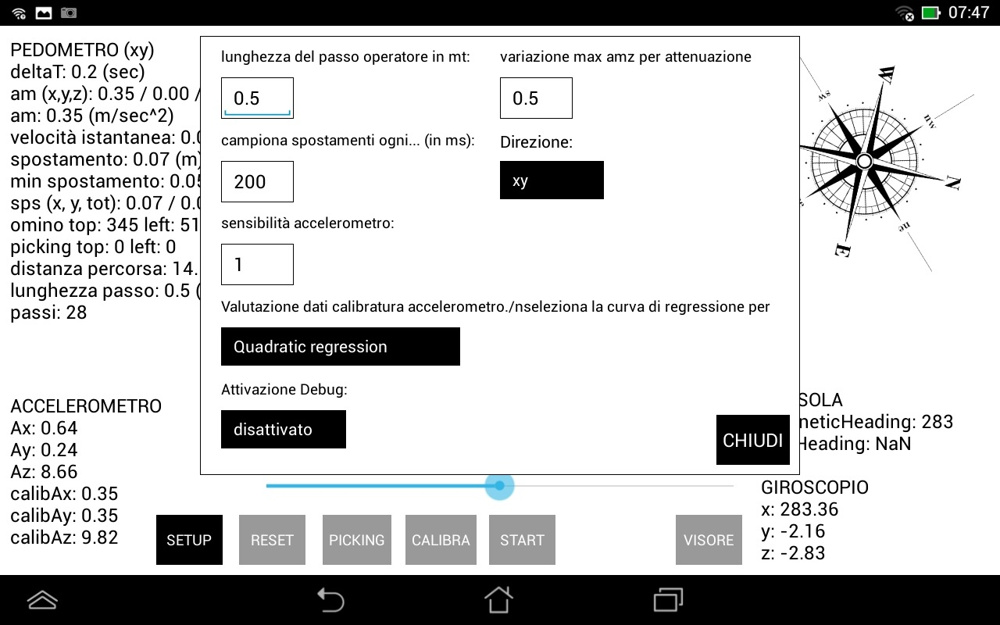 07:47
PEDOMETRO (xy)
deltaT: 0.2 (sec)
am (x,y,z): 0.35 / 0.00 /
am: 0.35 (m/sec^2)
velocità istantanea: 0.0
spostamento: 0.07 (m)
min spostamento: 0.05
sps (x, y, tot): 0.07 / 0.0
omino top: 345 left: 51
picking top: 0 left: 0
distanza percorsa: 14.
lunghezza passo: 0.5 (
passi: 28
ACCELEROMETRO
Ax: 0.64
Ay: 0.24
Az: 8.66
calibAx: 0.35
calibAy: 0.35
calibAz: 9.82
lunghezza del passo operatore in mt:
0.5
variazione max amz per attenuazione
0.5
campiona spostamenti ogni... (in ms):
200
Direzione:
xy
sensibilità accelerometro:
1
Valutazione dati calibratura accelerometro./nseleziona la curva di regressione per
Quadratic regression
Attivazione Debug:
disattivato
CHIUDI
W
sw
nw
N
ne
E
SOLA
neticHeading: 283
Heading: NaN
GIROSCOPIO
x: 283.36
y: -2.16
z: -2.83
SETUP
RESET
PICKING
CALIBRA
START
VISORE